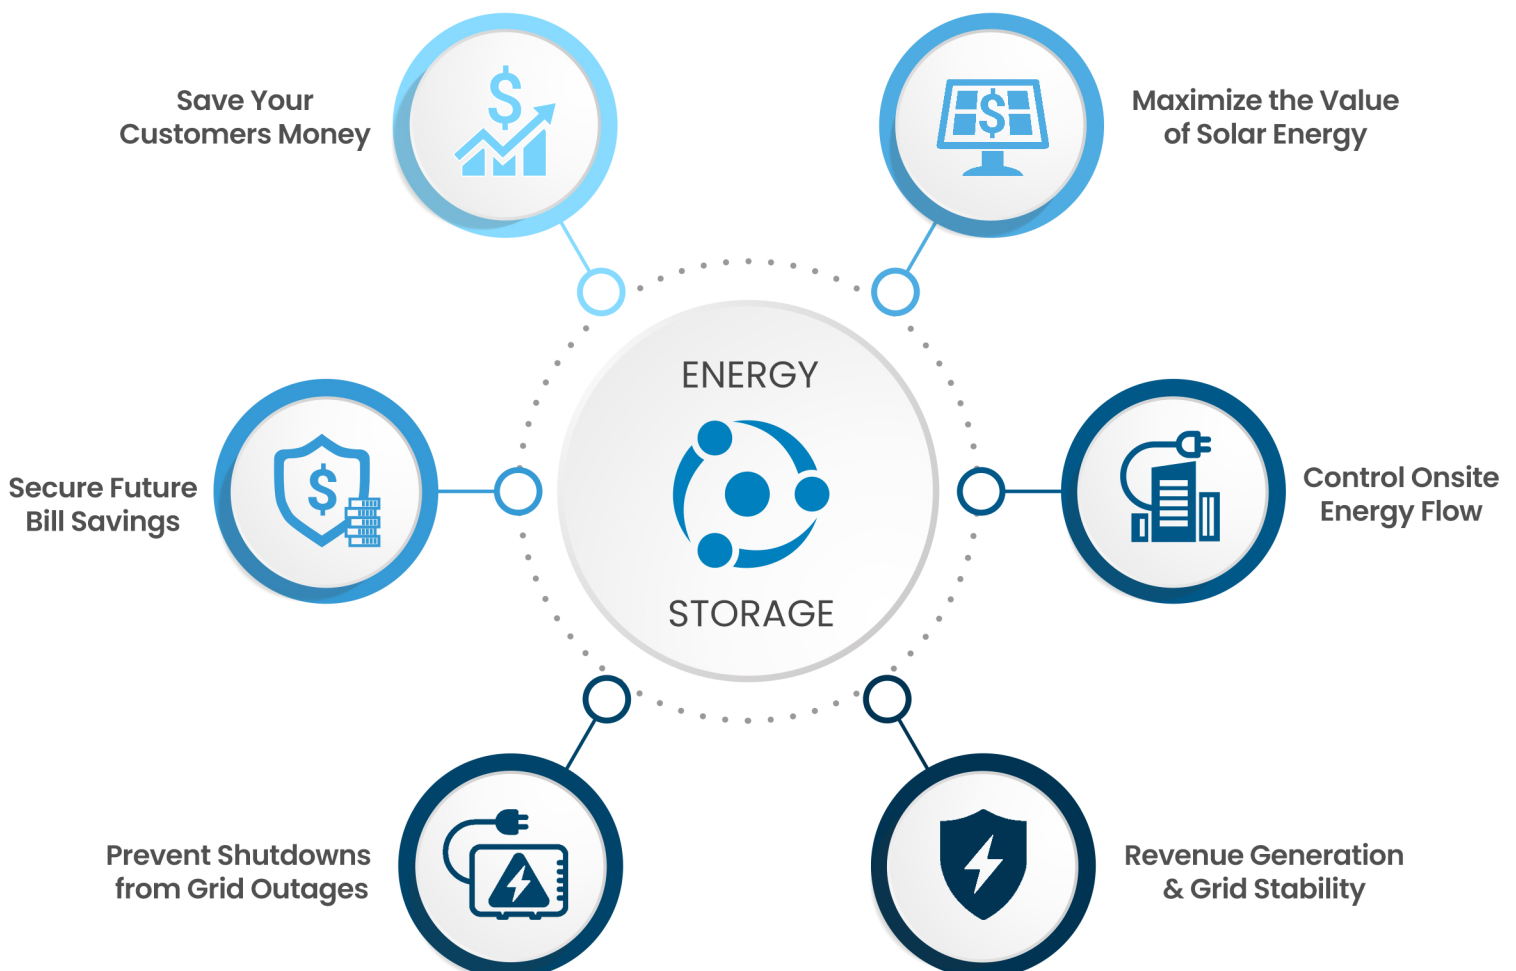 Save Your
Customers Money
Maximize the Value
of Solar Energy
ENERGY
STORAGE
Secure Future
Bill Savings
Control Onsite
Energy Flow
Prevent Shutdowns
from Grid Outages
Revenue Generation
& Grid Stability
$
$
$